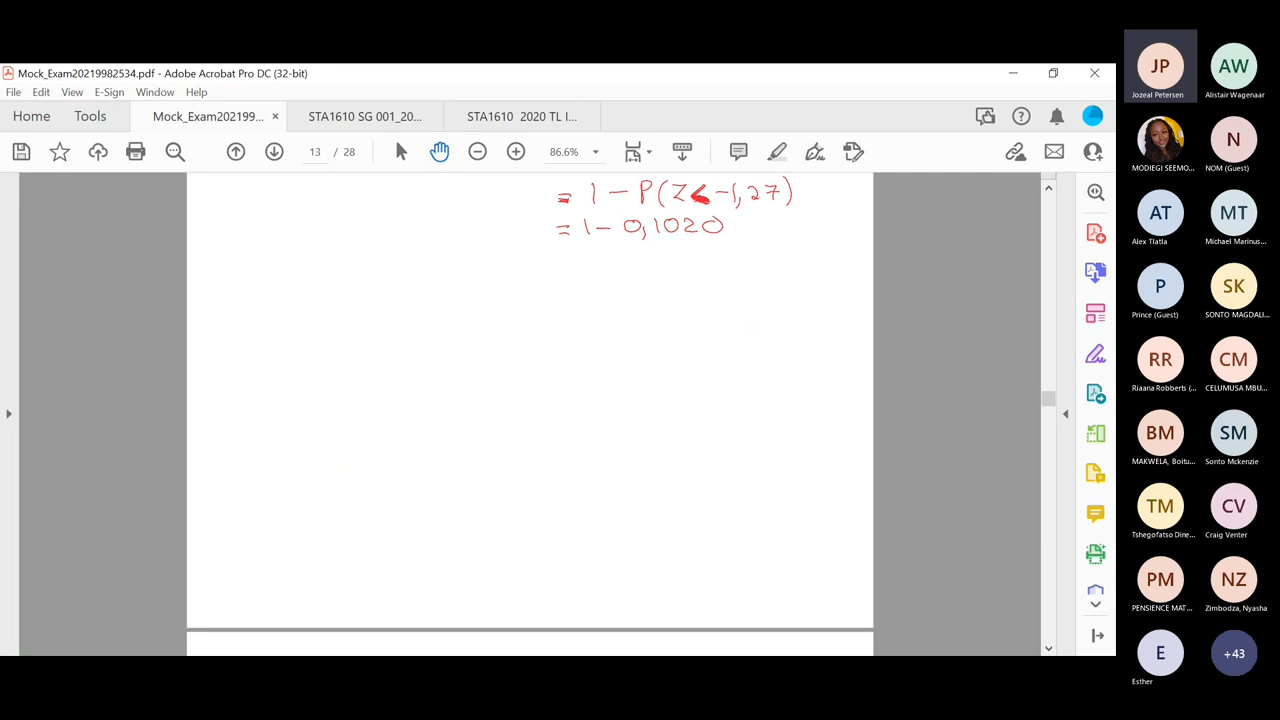 Mock_Exam20219982534.pdf - Adobe Acrobat Pro DC (32-bit)
File Edit View E-Sign Window Help
Home Tools Mock_Exam202199... × STA1610 SG 001_20... STA1610 2020 TL I...
13 / 28 86.6%
= 1 - P(Z < -1,27)
= 1 - 0,1020
JP
Jozeal Petersen
AW
Alistair Wagenaar
MODIEGI SEEMO...
N
NOM (Guest)
AT
Alex Tlatla
MT
Michael Marinus...
P
Prince (Guest)
SK
SONTO MAGDALI...
RR
Riaana Robberts (...
CM
CELUMUSA MBU...
BM
MAKWELA, Boitu...
SM
Sonto Mckenzie
TM
Tshegofatso Dine...
CV
Craig Venter
PM
PENSIENCE MAT...
NZ
Zimbodza, Nyasha
E
Esther
+43